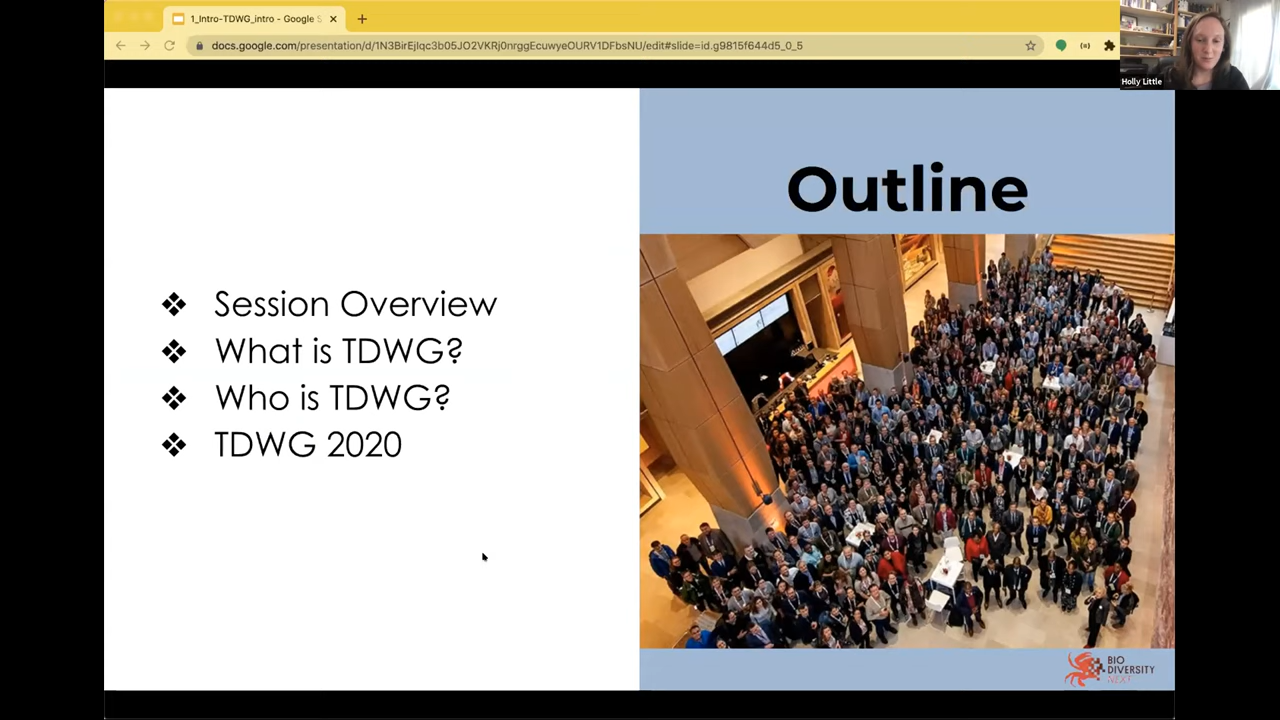 1_Intro-TDWG_intro - Google S
docs.google.com/presentation/d/1N3BirEjIqc3b05JO2VKRj0nrggEcuwyeOURV1DFbsNU/edit#slide=id.g9815f644d5_0_5
Holly Little
Outline
❖ Session Overview
❖ What is TDWG?
❖ Who is TDWG?
❖ TDWG 2020
BIO
DIVERSITY
NEXT